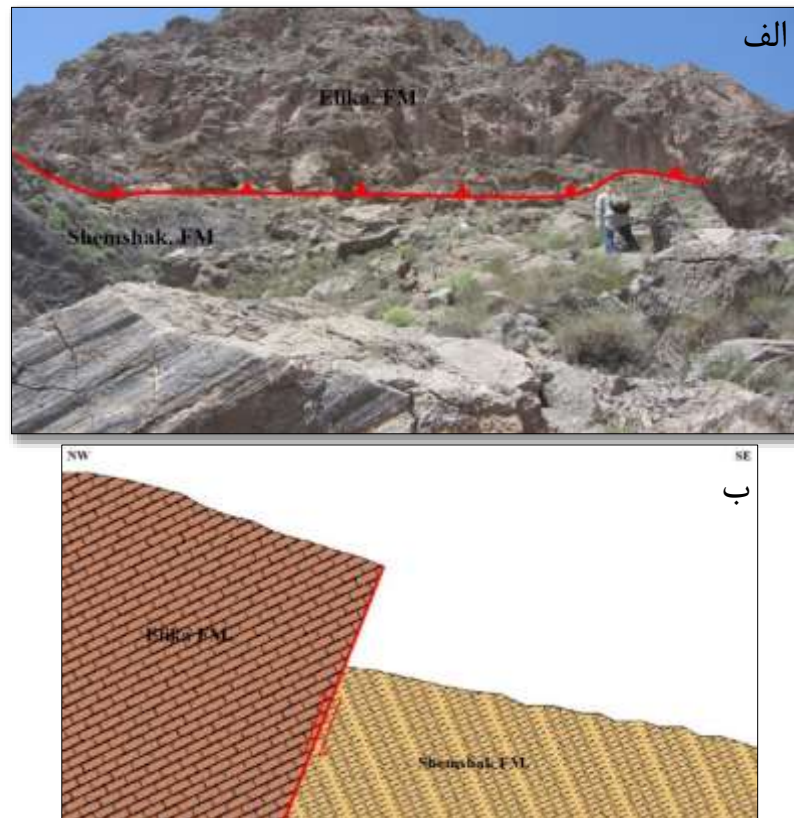 الف
Elika. FM
Shemshak. FM
NW SE
ب
Elika FM.
Shemshak FM.